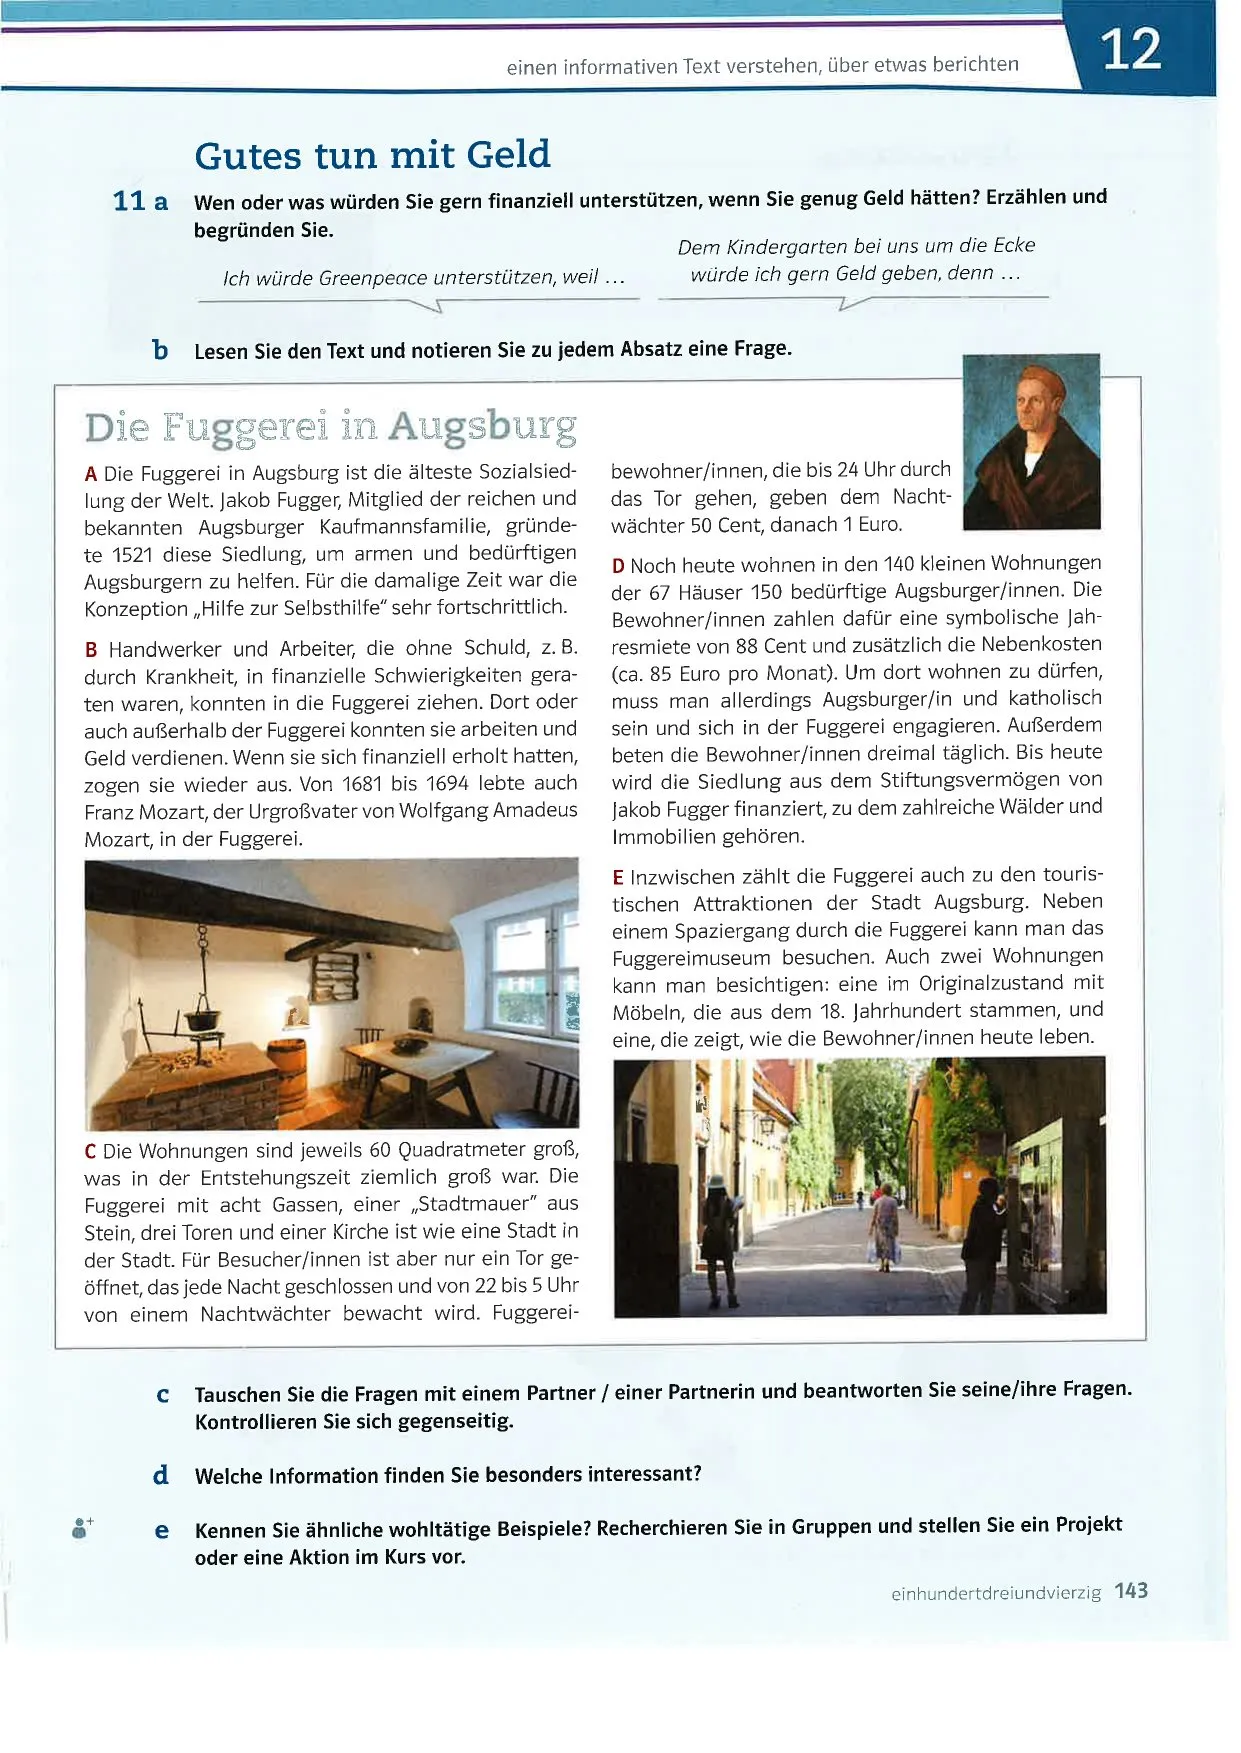 einen informativen Text verstehen, über etwas berichten
12
Gutes tun mit Geld
11 a Wen oder was würden Sie gern finanziell unterstützen, wenn Sie genug Geld hätten? Erzählen und
begründen Sie.
Ich würde Greenpeace unterstützen, weil ...
Dem Kindergarten bei uns um die Ecke
würde ich gern Geld geben, denn ...
b Lesen Sie den Text und notieren Sie zu jedem Absatz eine Frage.
Die Fuggerei in Augsburg
A Die Fuggerei in Augsburg ist die älteste Sozialsied-
lung der Welt. Jakob Fugger, Mitglied der reichen und
bekannten Augsburger Kaufmannsfamilie, gründe-
te 1521 diese Siedlung, um armen und bedürftigen
Augsburgern zu helfen. Für die damalige Zeit war die
Konzeption „Hilfe zur Selbsthilfe" sehr fortschrittlich.
B Handwerker und Arbeiter, die ohne Schuld, z. B.
durch Krankheit, in finanzielle Schwierigkeiten gera-
ten waren, konnten in die Fuggerei ziehen. Dort oder
auch außerhalb der Fuggerei konnten sie arbeiten und
Geld verdienen. Wenn sie sich finanziell erholt hatten,
zogen sie wieder aus. Von 1681 bis 1694 lebte auch
Franz Mozart, der Urgroßvater von Wolfgang Amadeus
Mozart, in der Fuggerei.
C Die Wohnungen sind jeweils 60 Quadratmeter groß,
was in der Entstehungszeit ziemlich groß war. Die
Fuggerei mit acht Gassen, einer „Stadtmauer" aus
Stein, drei Toren und einer Kirche ist wie eine Stadt in
der Stadt. Für Besucher/innen ist aber nur ein Tor ge-
öffnet, das jede Nacht geschlossen und von 22 bis 5 Uhr
von einem Nachtwächter bewacht wird. Fuggerei-
bewohner/innen, die bis 24 Uhr durch
das Tor gehen, geben dem Nacht-
wächter 50 Cent, danach 1 Euro.
D Noch heute wohnen in den 140 kleinen Wohnungen
der 67 Häuser 150 bedürftige Augsburger/innen. Die
Bewohner/innen zahlen dafür eine symbolische Jah-
resmiete von 88 Cent und zusätzlich die Nebenkosten
(ca. 85 Euro pro Monat). Um dort wohnen zu dürfen,
muss man allerdings Augsburger/in und katholisch
sein und sich in der Fuggerei engagieren. Außerdem
beten die Bewohner/innen dreimal täglich. Bis heute
wird die Siedlung aus dem Stiftungsvermögen von
Jakob Fugger finanziert, zu dem zahlreiche Wälder und
Immobilien gehören.
E Inzwischen zählt die Fuggerei auch zu den touris-
tischen Attraktionen der Stadt Augsburg. Neben
einem Spaziergang durch die Fuggerei kann man das
Fuggereimuseum besuchen. Auch zwei Wohnungen
kann man besichtigen: eine im Originalzustand mit
Möbeln, die aus dem 18. Jahrhundert stammen, und
eine, die zeigt, wie die Bewohner/innen heute leben.
c Tauschen Sie die Fragen mit einem Partner / einer Partnerin und beantworten Sie seine/ihre Fragen.
Kontrollieren Sie sich gegenseitig.
d Welche Information finden Sie besonders interessant?
e Kennen Sie ähnliche wohltätige Beispiele? Recherchieren Sie in Gruppen und stellen Sie ein Projekt
oder eine Aktion im Kurs vor.
einhundertdreiundvierzig 143